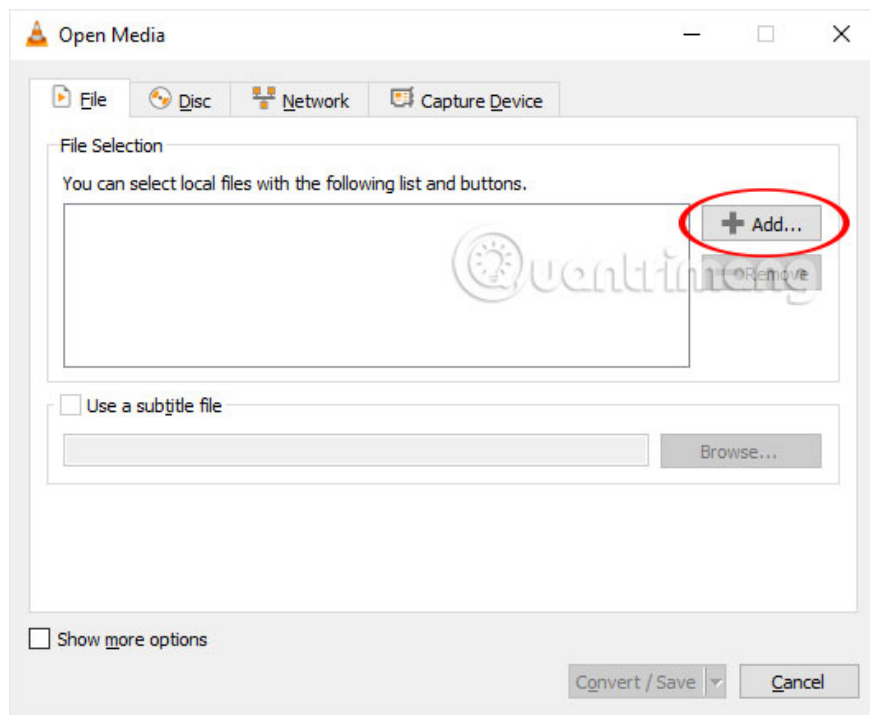 Open Media
File
Disc
Network
Capture Device
File Selection
You can select local files with the following list and buttons.
Add...
Quantrimang
Remove
Use a subtitle file
Browse...
Show more options
Convert / Save
Cancel